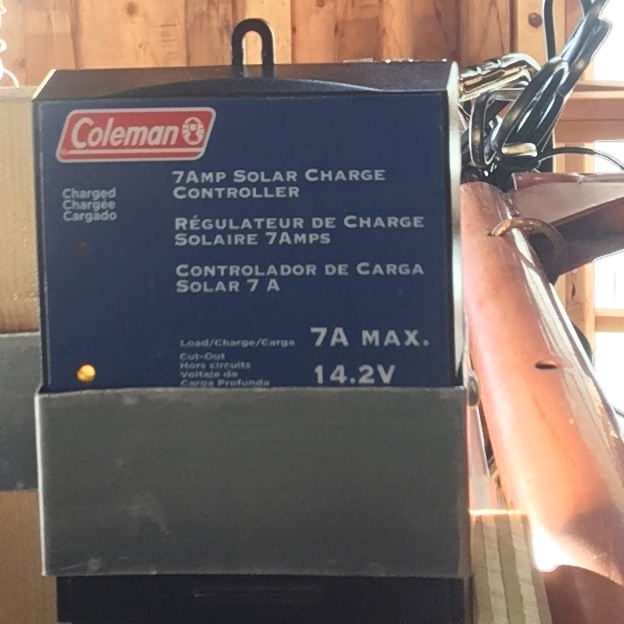 Coleman
Charged
Chargée
Cargado
7Amp Solar Charge
Controller
Régulateur de Charge
Solaire 7Amps
Controlador de Carga
Solar 7 A
Load/Charge/Carga 7A MAX.
Cut-Out
Hors circuits
Voltaje da
Carga Profunda
14.2V